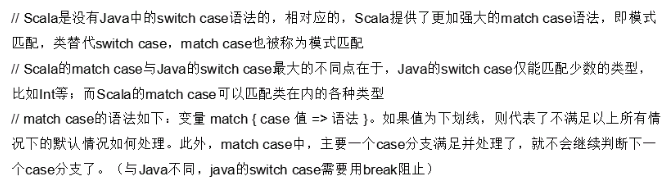 // Scala是没有Java中的switch case语法的，相对应的，Scala提供了更加强大的match case语法，即模式
匹配，类替代switch case，match case也被称为模式匹配
// Scala的match case与Java的switch case最大的不同点在于，Java的switch case仅能匹配少数的类型，
比如Int等；而Scala的match case可以匹配类在内的各种类型
// match case的语法如下：变量 match { case 值 => 语法 }。如果值为下划线，则代表了不满足以上所有情
况下的默认情况如何处理。此外，match case中，主要一个case分支满足并处理了，就不会继续判断下一
个case分支了。（与Java不同，java的switch case需要用break阻止）